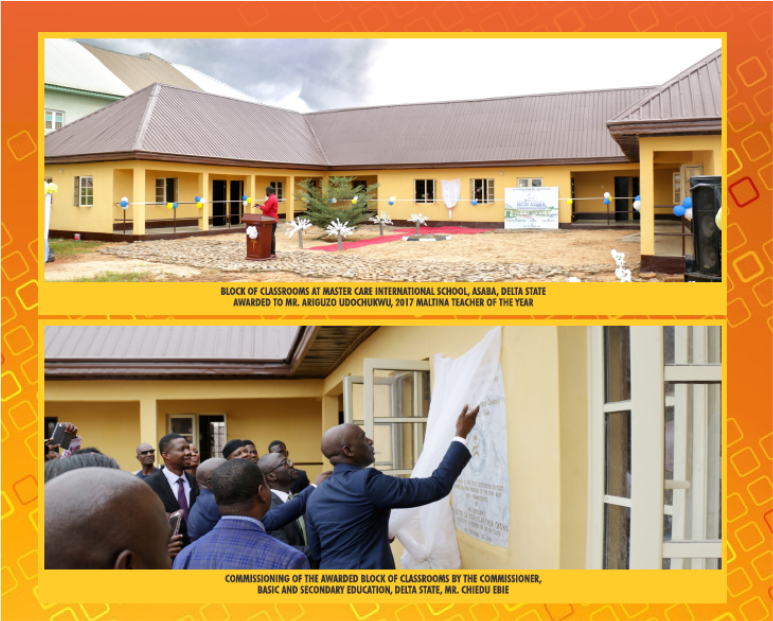 BLOCK OF CLASSROOMS AT MASTER CARE INTERNATIONAL SCHOOL, ASABA, DELTA STATE
AWARDED TO MR. ARIGUZO UDOCHUKWU, 2017 MALTINA TEACHER OF THE YEAR
COMMISSIONING OF THE AWARDED BLOCK OF CLASSROOMS BY THE COMMISSIONER,
BASIC AND SECONDARY EDUCATION, DELTA STATE, MR. CHIEDU EBIE